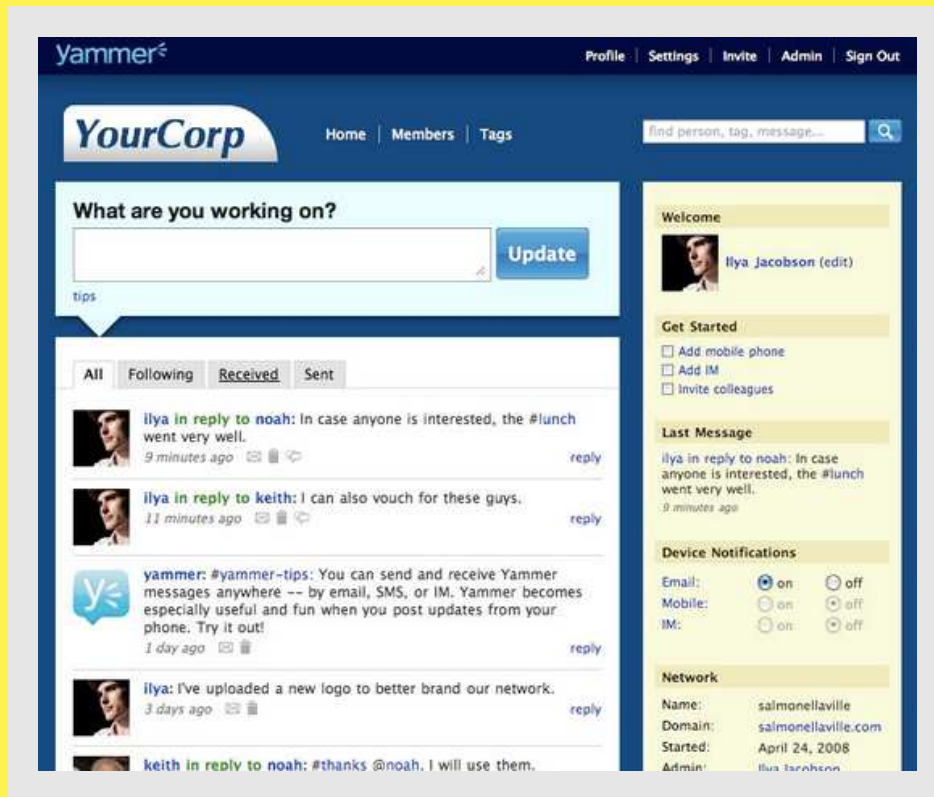 yammer
Profile | Settings | Invite | Admin | Sign Out
YourCorp
Home | Members | Tags
find person, tag, message...
What are you working on?
Update
tips
All Following Received Sent
ilya in reply to noah: In case anyone is interested, the #lunch
went very well.
9 minutes ago
reply
ilya in reply to keith: I can also vouch for these guys.
11 minutes ago
reply
yammer: #yammer-tips: You can send and receive Yammer
messages anywhere -- by email, SMS, or IM. Yammer becomes
especially useful and fun when you post updates from your
phone. Try it out!
1 day ago
reply
ilya: I've uploaded a new logo to better brand our network.
3 days ago
reply
keith in reply to noah: #thanks @noah. I will use them.
Welcome
Ilya Jacobson (edit)
Get Started
Add mobile phone
Add IM
Invite colleagues
Last Message
ilya in reply to noah: In case
anyone is interested, the #lunch
went very well.
9 minutes ago
Device Notifications
Email: on off
Mobile: on off
IM: on off
Network
Name: salmonellaville
Domain: salmonellaville.com
Started: April 24, 2008
Admin: Ilya Jacobson